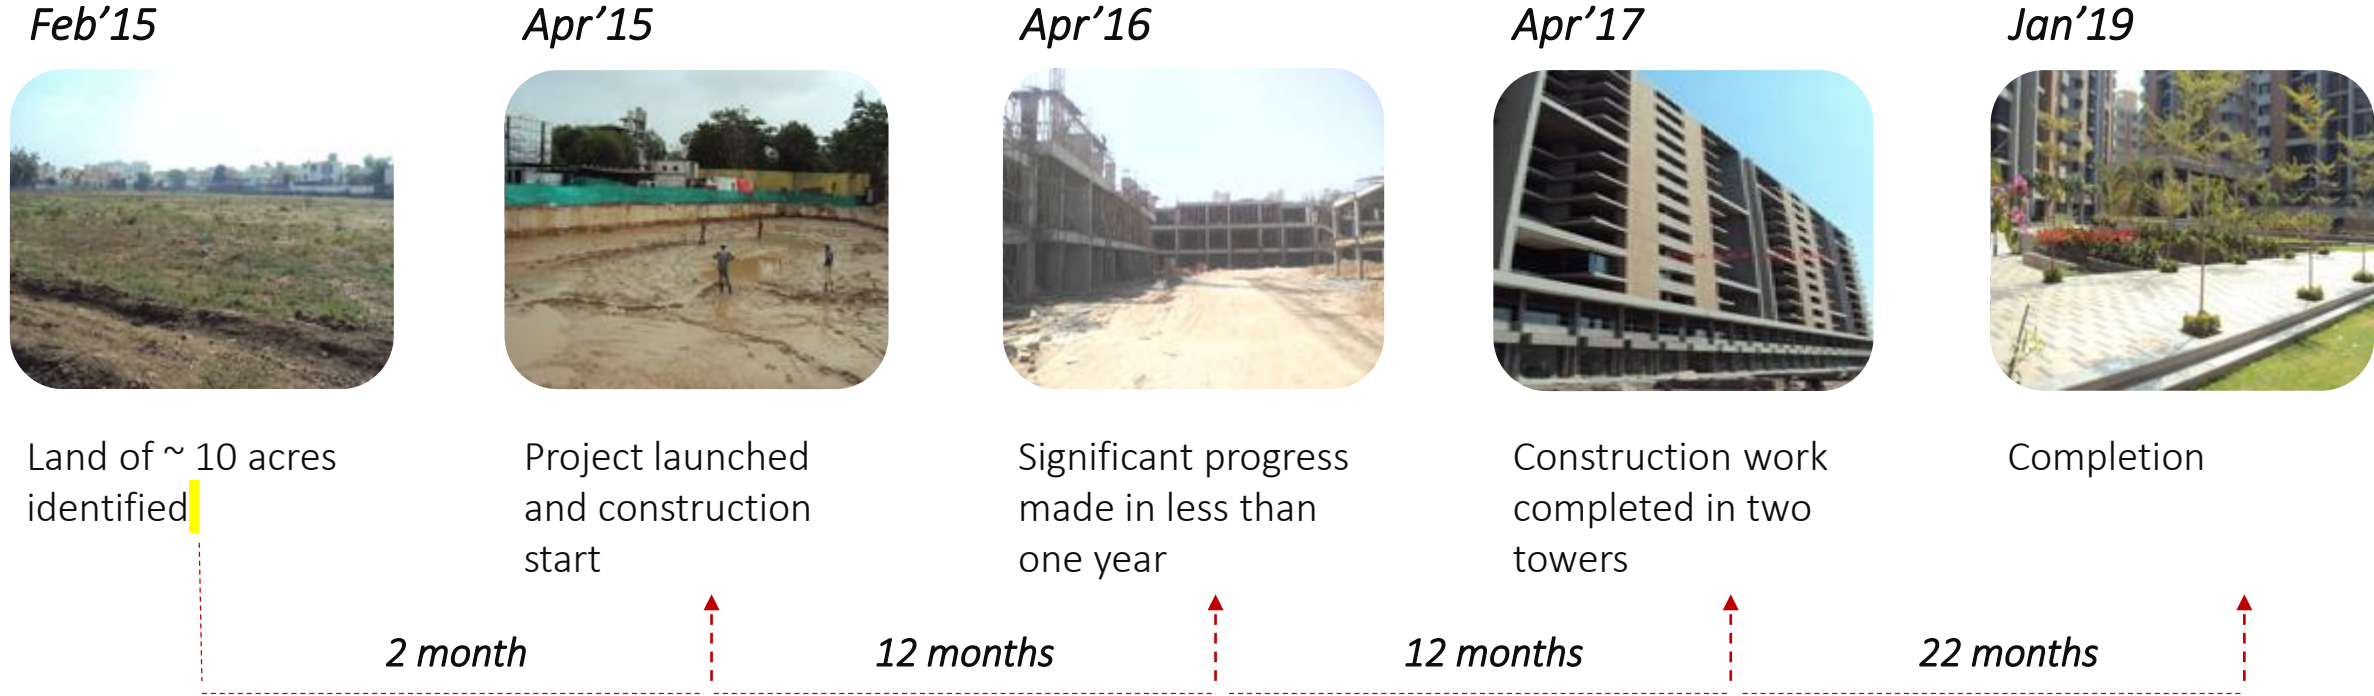 Feb’15
Apr’15
Apr’16
Apr’17
Jan’19
Land of ~ 10 acres
identified
Project launched
and construction
start
Significant progress
made in less than
one year
Construction work
completed in two
towers
Completion
2 month
12 months
12 months
22 months